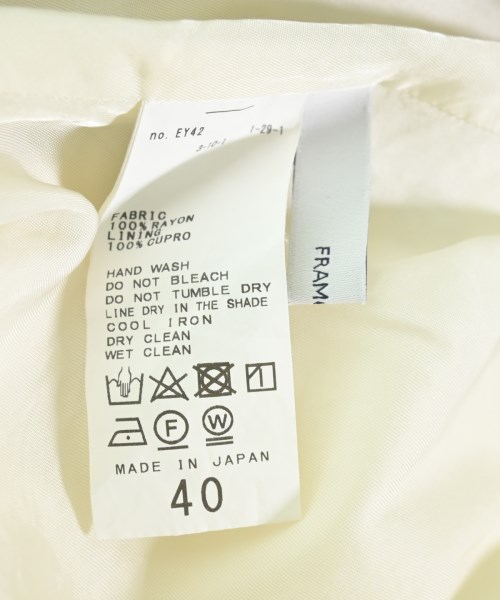 no. EY42 1-29-1
FABRIC
100% RAYON
LINING
100% CUPRO
HAND WASH
DO NOT BLEACH
DO NOT TUMBLE DRY
LINE DRY IN THE SHADE
COOL IRON
DRY CLEAN
WET CLEAN
F W
MADE IN JAPAN
40
FRAM